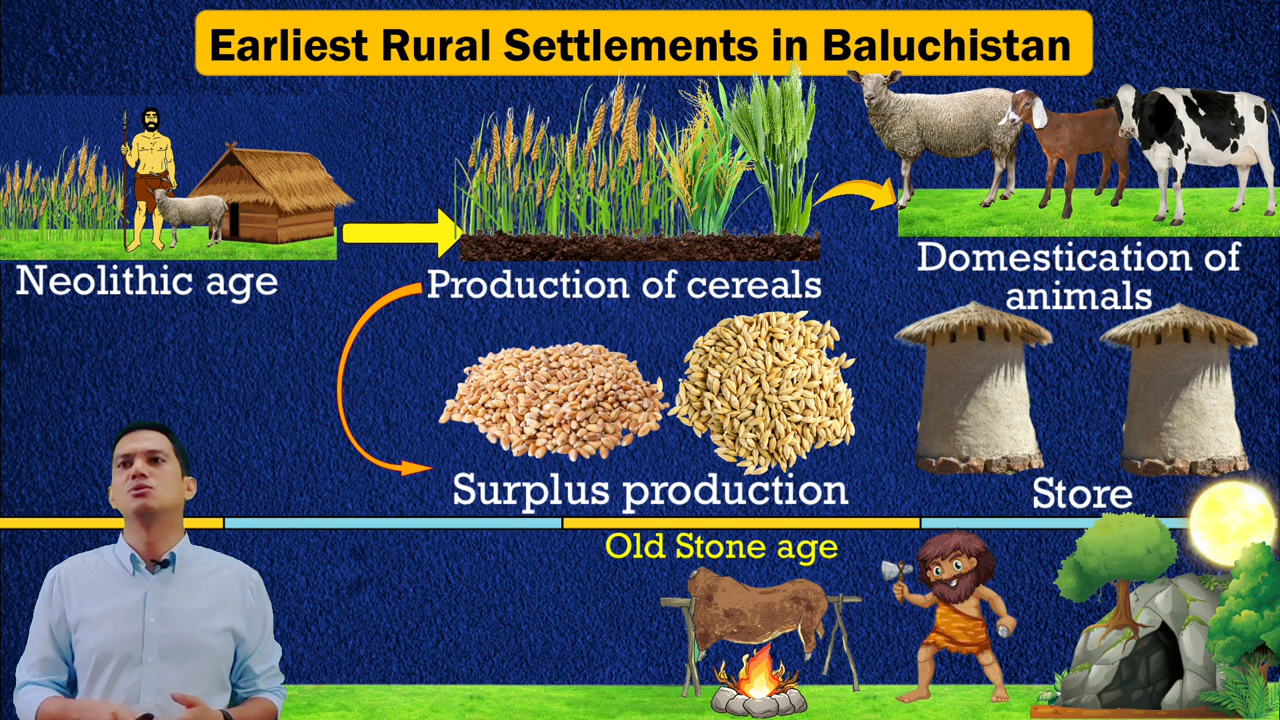 Earliest Rural Settlements in Baluchistan
Neolithic age
Production of cereals
Domestication of
animals
Surplus production
Store
Old Stone age